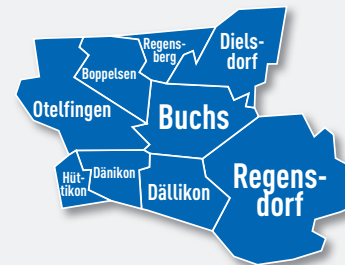 Regens-
berg
Diels-
dorf
Boppelsen
Otelfingen
Buchs
Hüt-
tikon
Dänikon
Dällikon
Regens-
dorf